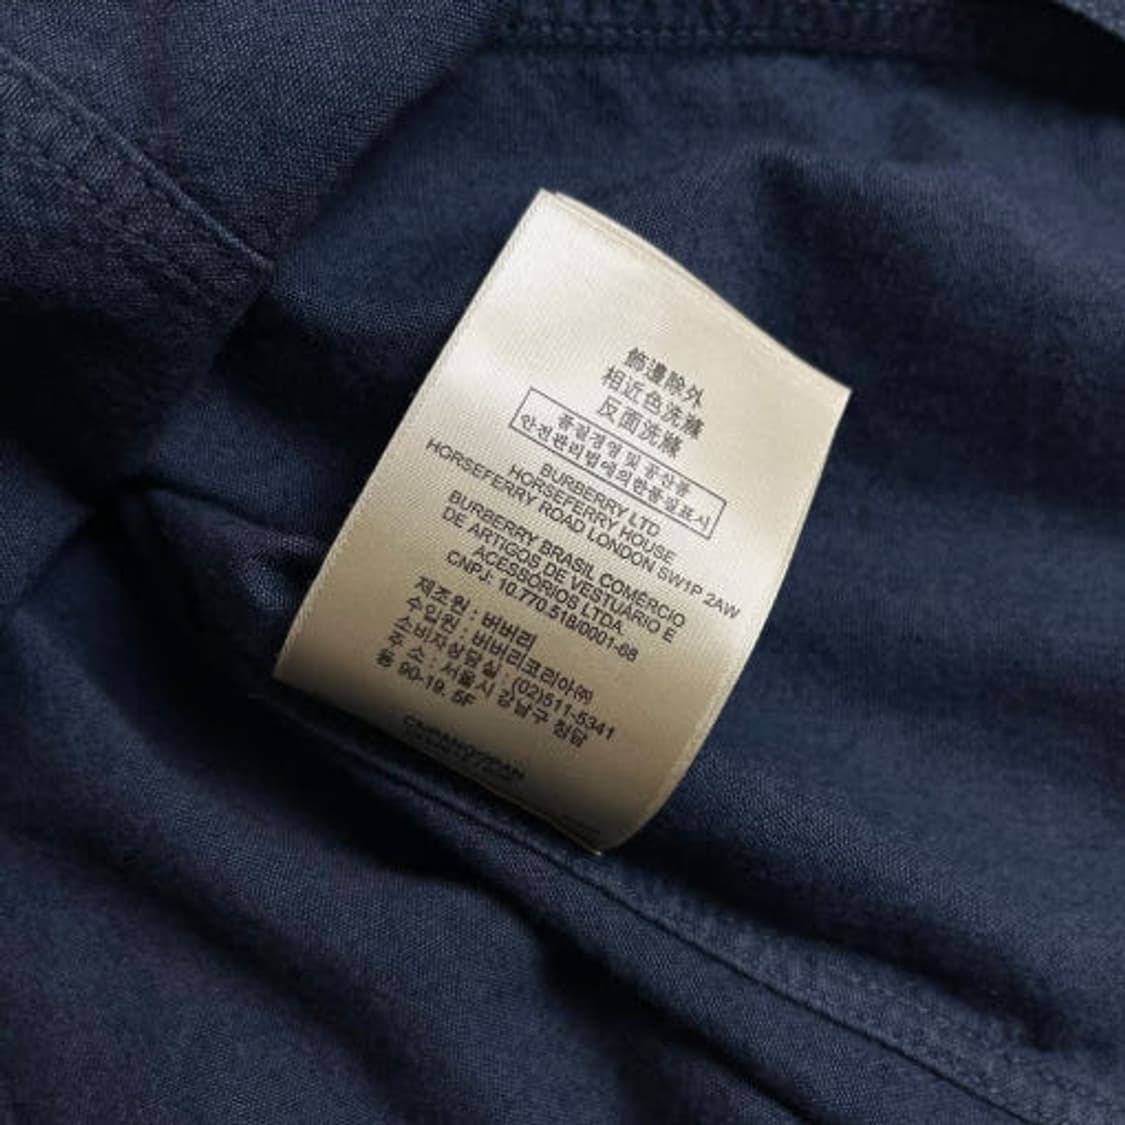 飾邊除外
相近色洗滌
反面洗滌
품질경영 및 공산품
안전관리법에의한품질표시
BURBERRY LTD
HORSEFERRY HOUSE
HORSEFERRY ROAD LONDON SW1P 2AW
BURBERRY BRASIL COMÉRCIO
DE ARTIGOS DE VESTUÁRIO E
ACESSÓRIOS LTDA.
CNPJ: 10.770.518/0001-68
제조원 : 버버리
수입원 : 버버리코리아㈜
소비자상담실 : (02)511-5341
주 소 : 서울시 강남구 청담
동 90-19. 5F